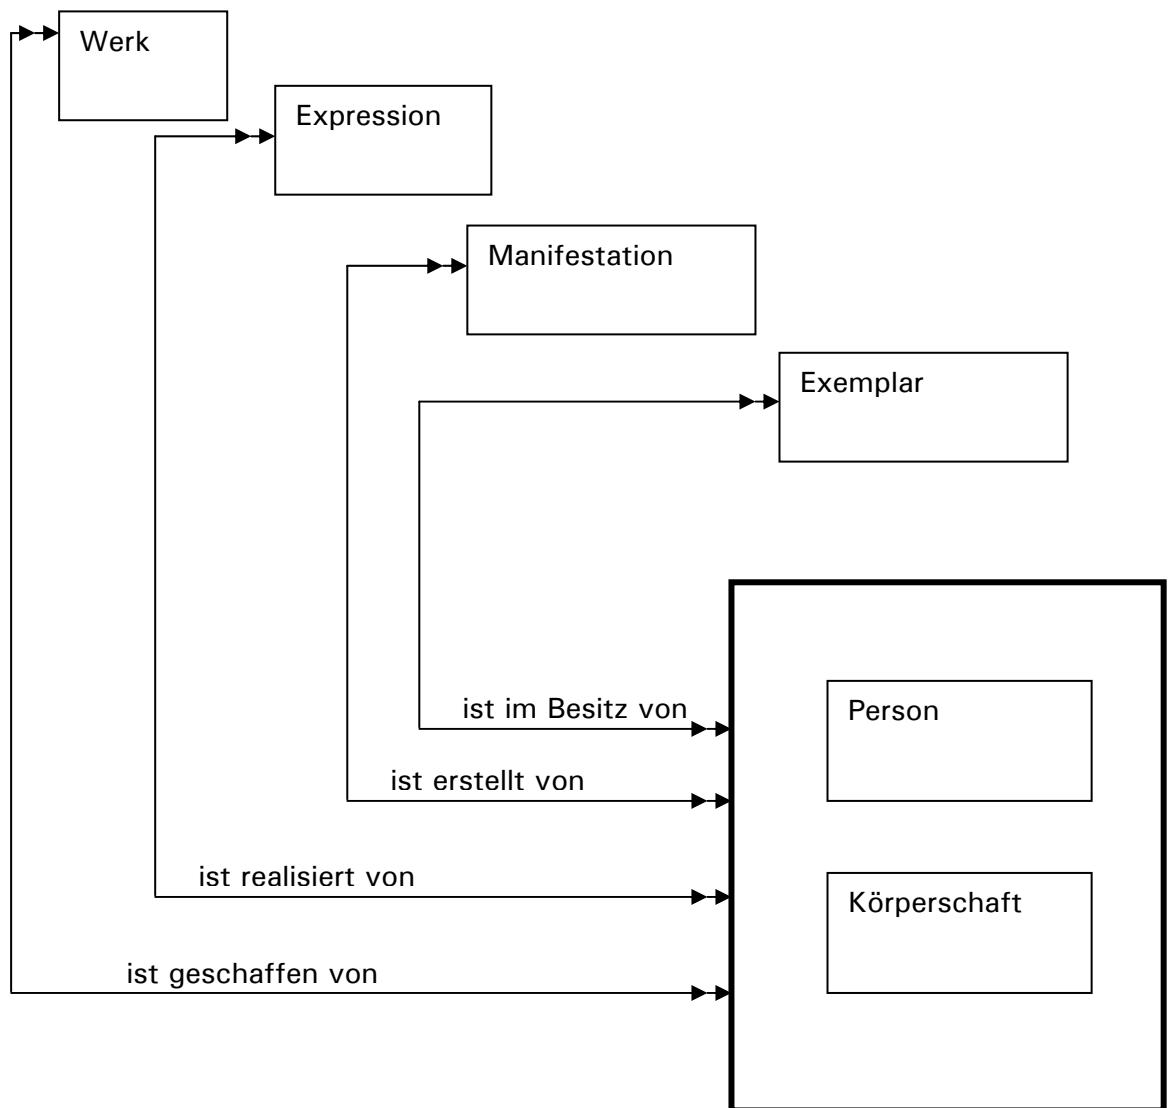 Werk
Expression
Manifestation
Exemplar
ist im Besitz von
Person
ist erstellt von
ist realisiert von
Körperschaft
ist geschaffen von